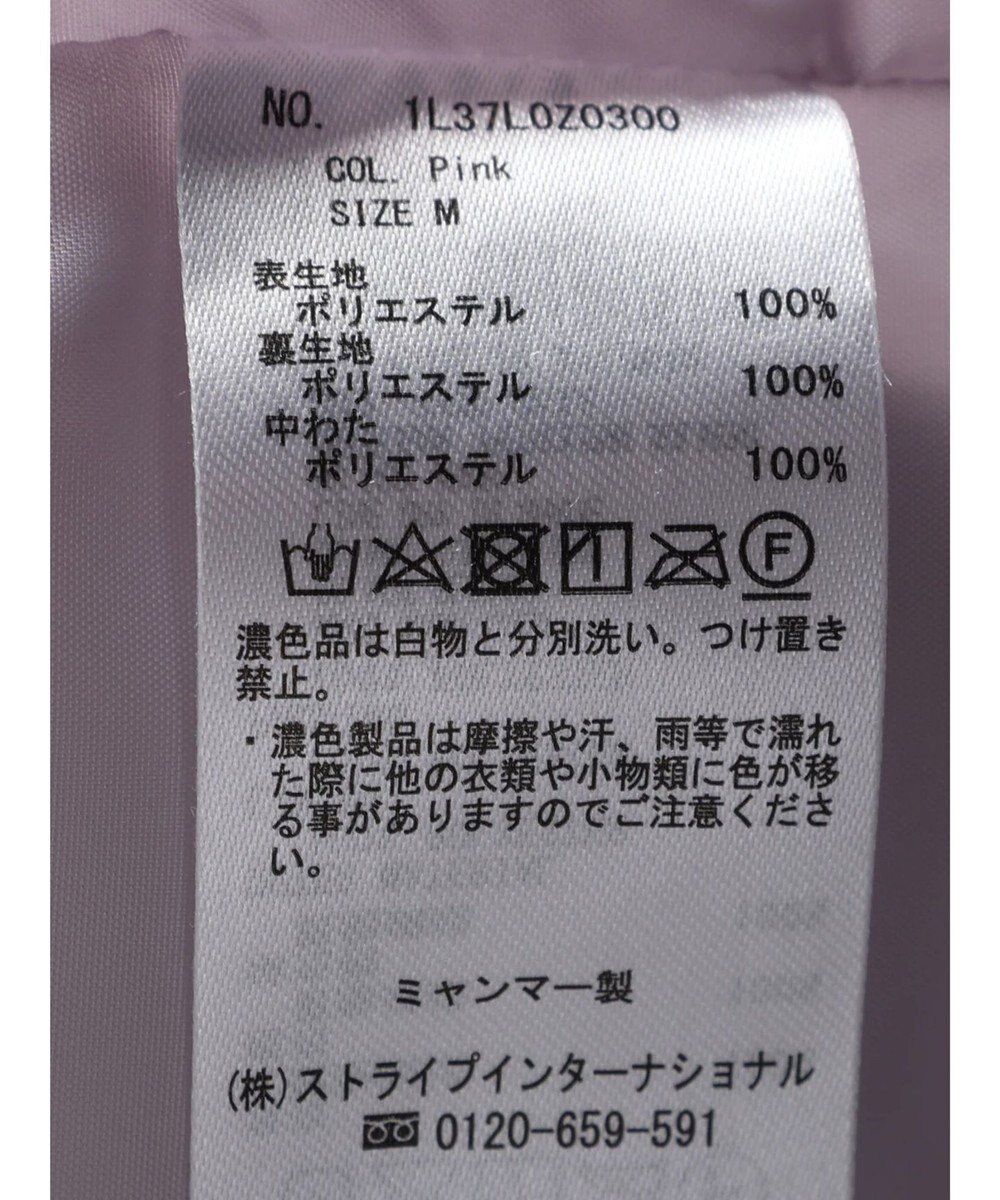 NO. 1L37L0Z0300
COL. Pink
SIZE M
表生地
ポリエステル 100%
裏生地
ポリエステル 100%
中わた
ポリエステル 100%
F
濃色品は白物と分別洗い。つけ置き
禁止。
・濃色製品は摩擦や汗、雨等で濡れ
た際に他の衣類や小物類に色が移
る事がありますのでご注意くださ
い。
ミャンマー製
(株)ストライプインターナショナル
0120-659-591